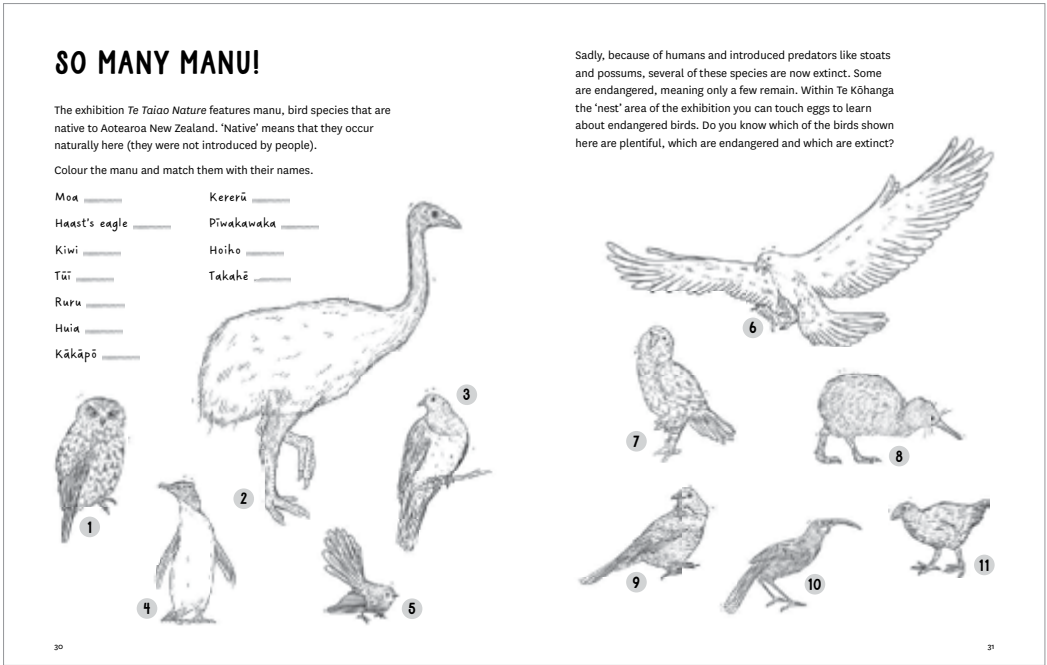 SO MANY MANU!
The exhibition Te Taiao Nature features manu, bird species that are
native to Aotearoa New Zealand. ‘Native’ means that they occur
naturally here (they were not introduced by people).
Colour the manu and match them with their names.
Moa
Haast's eagle
Kiwi
Tūī
Ruru
Huia
Kākāpō
Kererū
Pīwakawaka
Hoiho
Takahē
1
2
3
4
5
30
Sadly, because of humans and introduced predators like stoats
and possums, several of these species are now extinct. Some
are endangered, meaning only a few remain. Within Te Kōhanga
the ‘nest’ area of the exhibition you can touch eggs to learn
about endangered birds. Do you know which of the birds shown
here are plentiful, which are endangered and which are extinct?
6
7
8
9
10
11
31